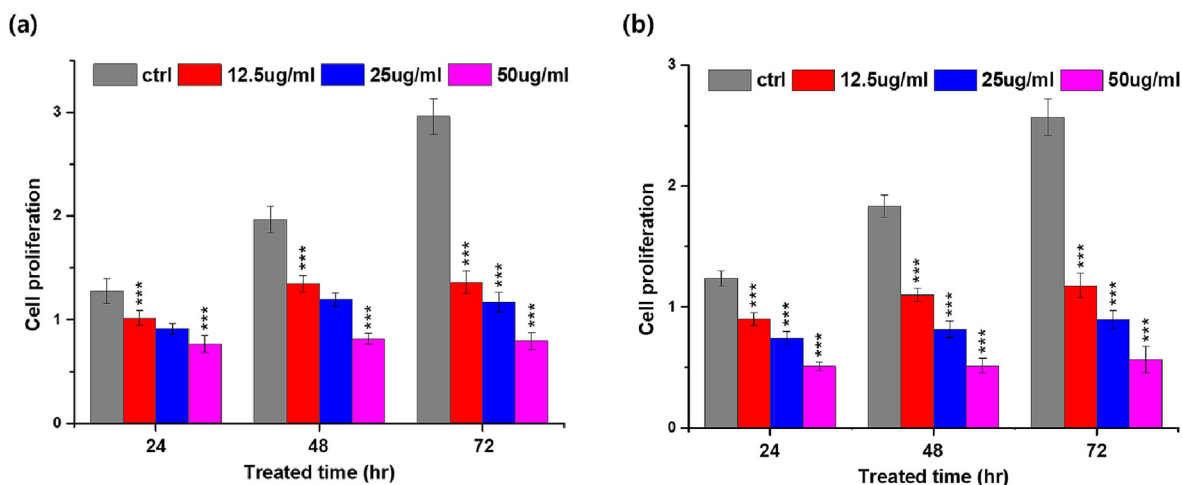 (a)
ctrl 12.5ug/ml 25ug/ml 50ug/ml
Cell proliferation
3
2
1
0
***
***
***
***
***
***
***
24 48 72
Treated time (hr)
(b)
ctrl 12.5ug/ml 25ug/ml 50ug/ml
Cell proliferation
3
2
1
0
***
***
***
***
***
***
***
***
***
24 48 72
Treated time (hr)